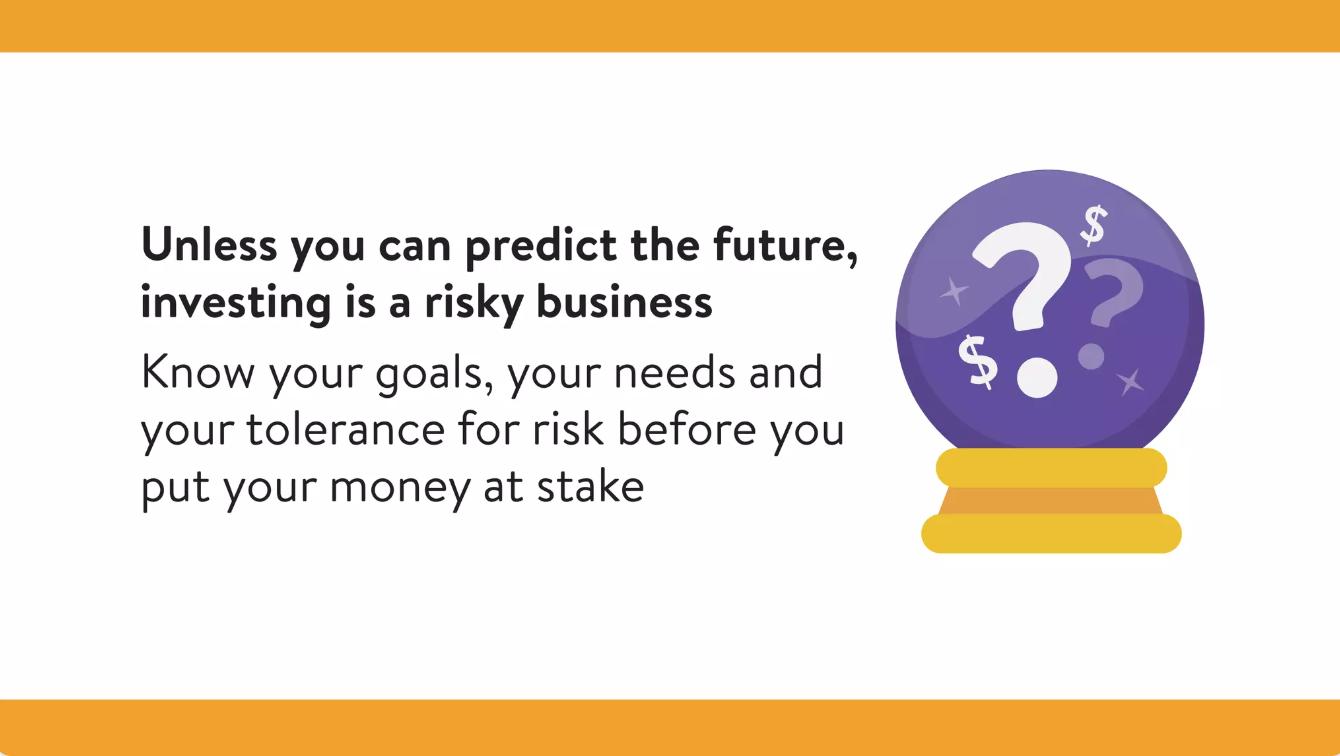 Unless you can predict the future,
investing is a risky business
Know your goals, your needs and
your tolerance for risk before you
put your money at stake
$
?
?
$